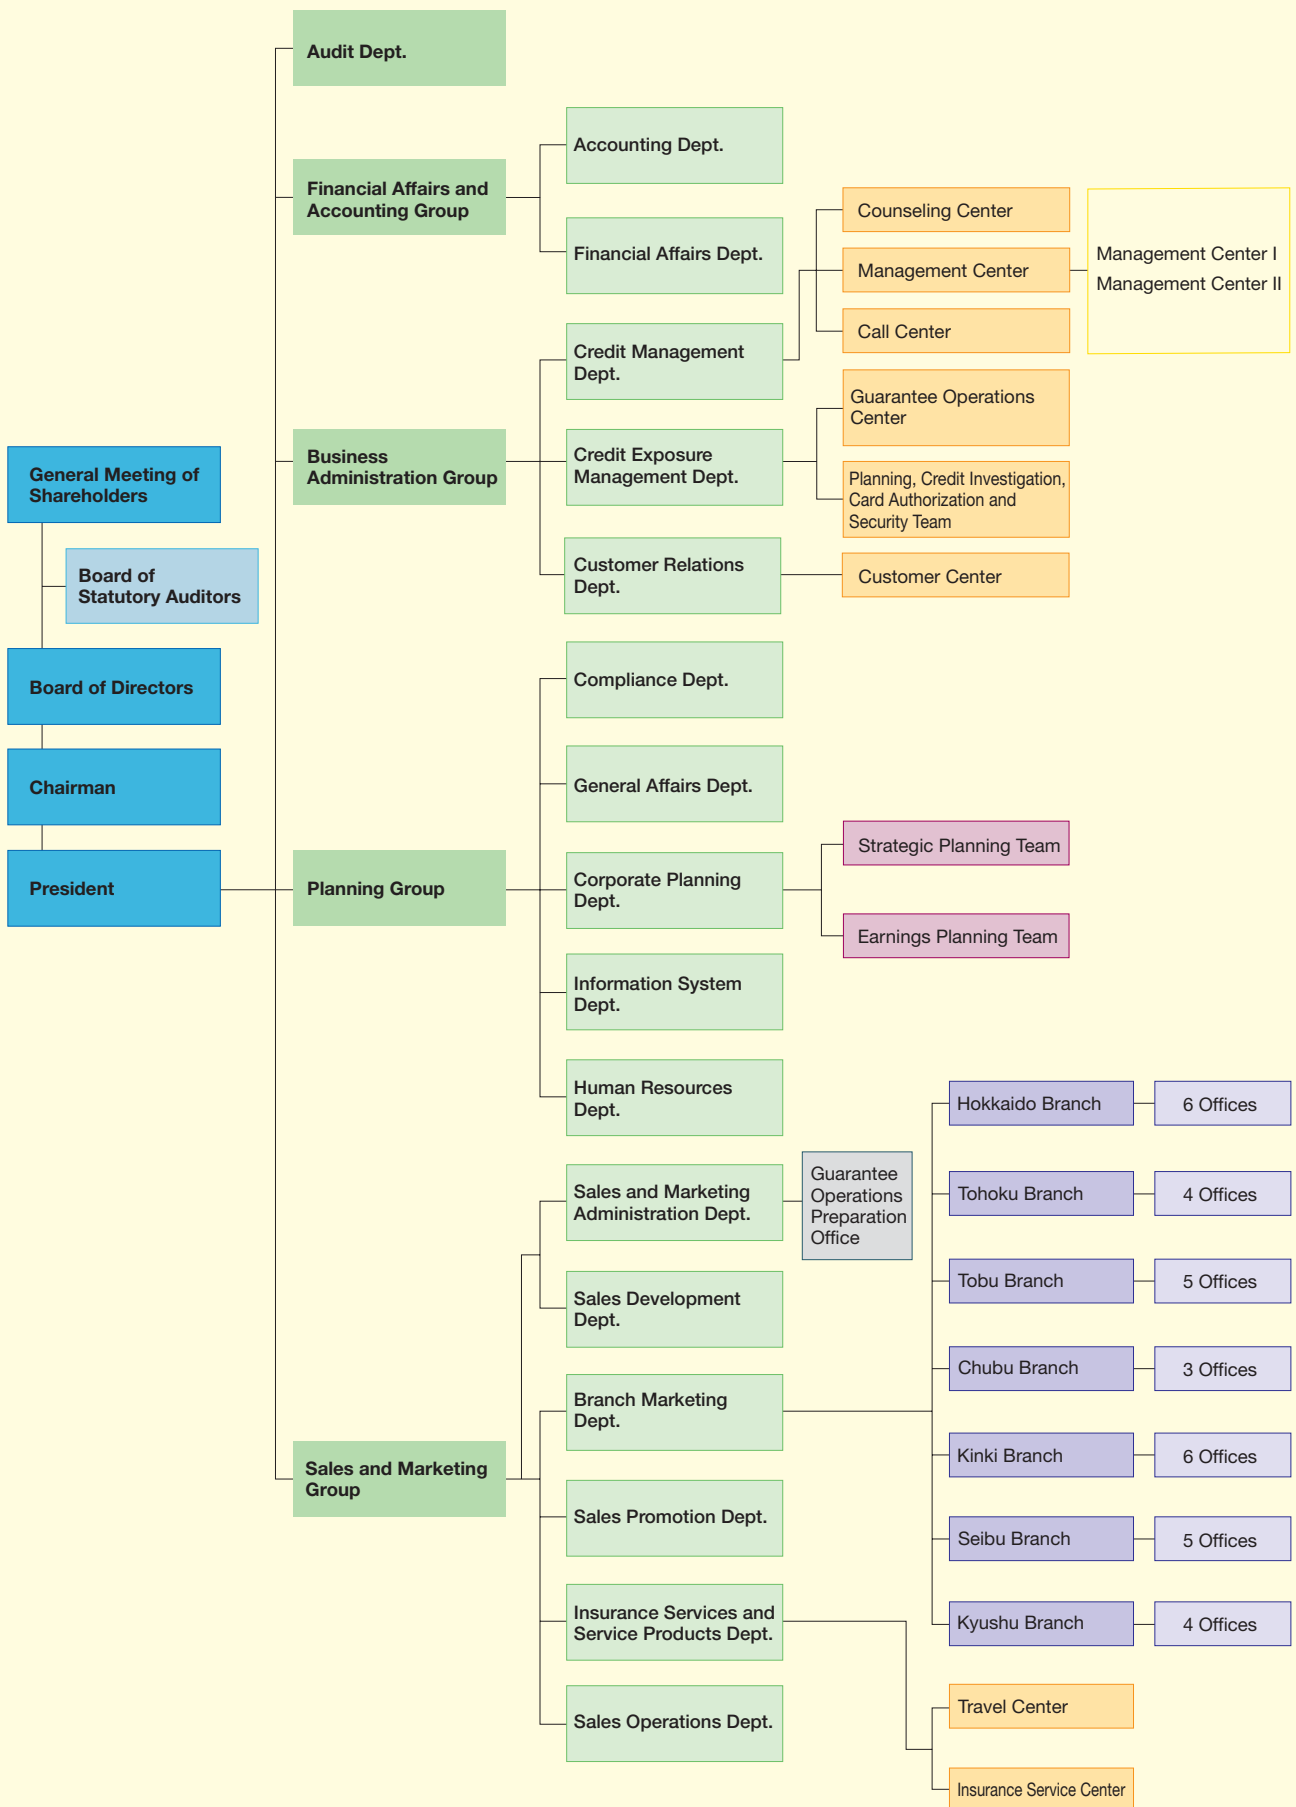 General Meeting of
Shareholders
Board of
Statutory Auditors
Board of Directors
Chairman
President
Audit Dept.
Financial Affairs and
Accounting Group
Accounting Dept.
Financial Affairs Dept.
Business
Administration Group
Credit Management
Dept.
Counseling Center
Management Center
Management Center I
Management Center II
Call Center
Credit Exposure
Management Dept.
Guarantee Operations
Center
Planning, Credit Investigation,
Card Authorization and
Security Team
Customer Relations
Dept.
Customer Center
Planning Group
Compliance Dept.
General Affairs Dept.
Corporate Planning
Dept.
Strategic Planning Team
Earnings Planning Team
Information System
Dept.
Human Resources
Dept.
Sales and Marketing
Group
Sales and Marketing
Administration Dept.
Guarantee
Operations
Preparation
Office
Sales Development
Dept.
Branch Marketing
Dept.
Hokkaido Branch
6 Offices
Tohoku Branch
4 Offices
Tobu Branch
5 Offices
Chubu Branch
3 Offices
Kinki Branch
6 Offices
Seibu Branch
5 Offices
Kyushu Branch
4 Offices
Sales Promotion Dept.
Insurance Services and
Service Products Dept.
Travel Center
Insurance Service Center
Sales Operations Dept.